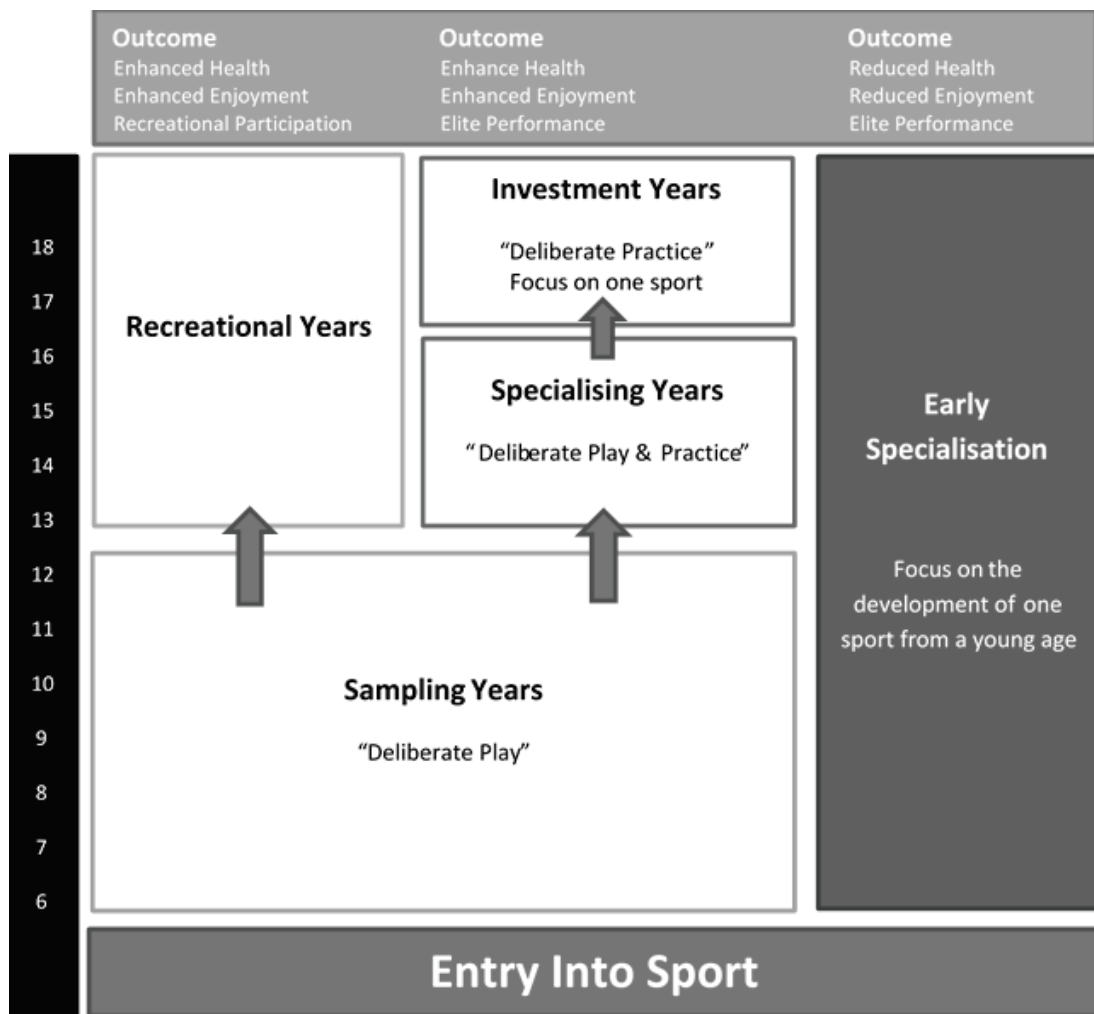 Outcome
Enhanced Health
Enhanced Enjoyment
Recreational Participation
Outcome
Enhance Health
Enhanced Enjoyment
Elite Performance
Outcome
Reduced Health
Reduced Enjoyment
Elite Performance
18
17
16
15
14
13
12
11
10
9
8
7
6
Recreational Years
Investment Years
“Deliberate Practice”
Focus on one sport
Specialising Years
“Deliberate Play & Practice”
Early
Specialisation
Focus on the
development of one
sport from a young age
Sampling Years
“Deliberate Play”
Entry Into Sport